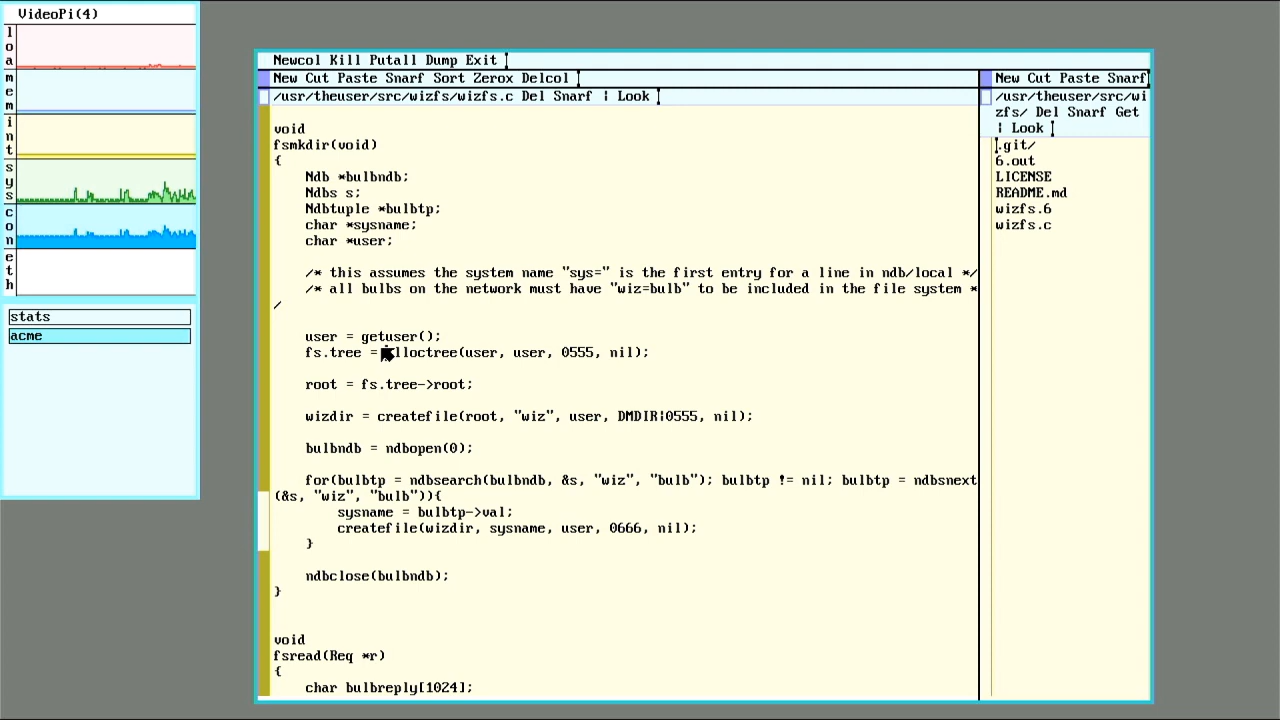 VideoPi(4)
loa
mem
int
sys
con
eth
stats
acme
Newcol Kill Putall Dump Exit
New Cut Paste Snarf Sort Zerox Delcol
/usr/theuser/src/wizfs/wizfs.c Del Snarf | Look
void
fsmkdir(void)
{
Ndb *bulbndb;
Ndbs s;
Ndbtuple *bulbtp;
char *sysname;
char *user;
/* this assumes the system name "sys=" is the first entry for a line in ndb/local */
/* all bulbs on the network must have "wiz=bulb" to be included in the file system *
/
user = getuser();
fs.tree = alloctree(user, user, 0555, nil);
root = fs.tree->root;
wizdir = createfile(root, "wiz", user, DMDIR|0555, nil);
bulbndb = ndbopen(0);
for(bulbtp = ndbsearch(bulbndb, &s, "wiz", "bulb"); bulbtp != nil; bulbtp = ndbsnext
(&s, "wiz", "bulb")){
sysname = bulbtp->val;
createfile(wizdir, sysname, user, 0666, nil);
}
ndbclose(bulbndb);
}
void
fsread(Req *r)
{
char bulbreply[1024];
New Cut Paste Snarf
/usr/theuser/src/wi
zfs/ Del Snarf Get
| Look
.git/
6.out
LICENSE
README.md
wizfs.6
wizfs.c